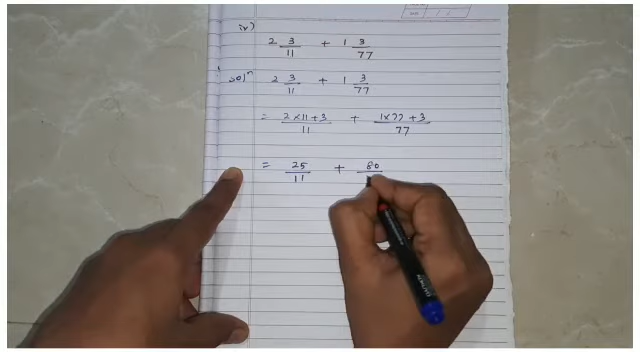 iv)
2 3/11 + 1 3/77
solⁿ 2 3/11 + 1 3/77
= 2×11+3/11 + 1×77+3/77
= 25/11 + 80/